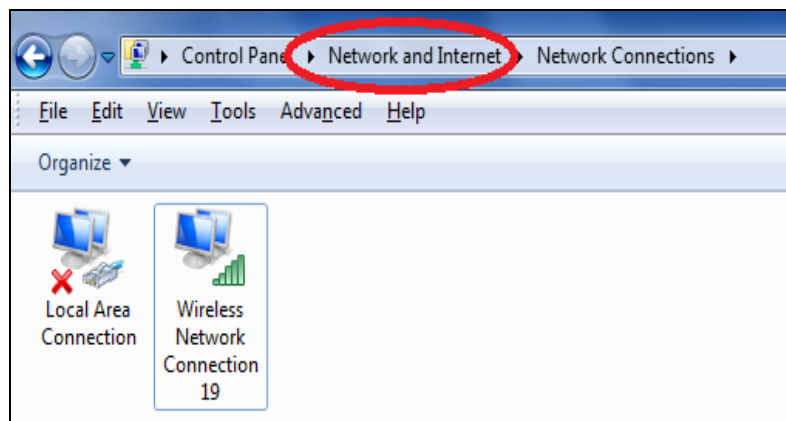 Control Panel Network and Internet Network Connections
File Edit View Tools Advanced Help
Organize
Local Area
Connection
Wireless
Network
Connection
19